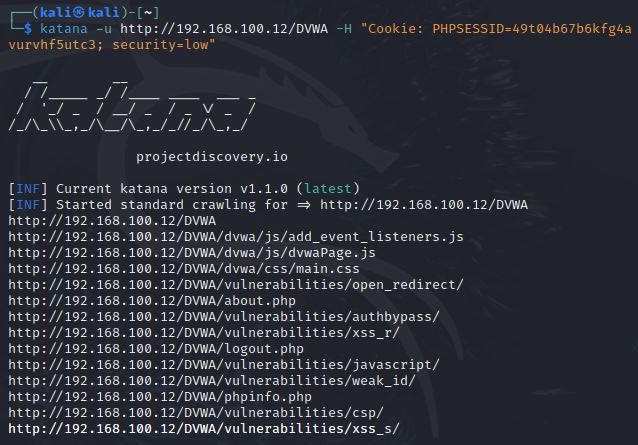 ┌──(kali㉿kali)-[~]
└─$ katana -u http://192.168.100.12/DVWA -H "Cookie: PHPSESSID=49t04b67b6kfg4a
vurvhf5utc3; security=low"
katana
projectdiscovery.io
[INF] Current katana version v1.1.0 (latest)
[INF] Started standard crawling for => http://192.168.100.12/DVWA
http://192.168.100.12/DVWA
http://192.168.100.12/DVWA/dvwa/js/add_event_listeners.js
http://192.168.100.12/DVWA/dvwa/js/dvwaPage.js
http://192.168.100.12/DVWA/dvwa/css/main.css
http://192.168.100.12/DVWA/vulnerabilities/open_redirect/
http://192.168.100.12/DVWA/about.php
http://192.168.100.12/DVWA/vulnerabilities/authbypass/
http://192.168.100.12/DVWA/vulnerabilities/xss_r/
http://192.168.100.12/DVWA/logout.php
http://192.168.100.12/DVWA/vulnerabilities/javascript/
http://192.168.100.12/DVWA/vulnerabilities/weak_id/
http://192.168.100.12/DVWA/phpinfo.php
http://192.168.100.12/DVWA/vulnerabilities/csp/
http://192.168.100.12/DVWA/vulnerabilities/xss_s/